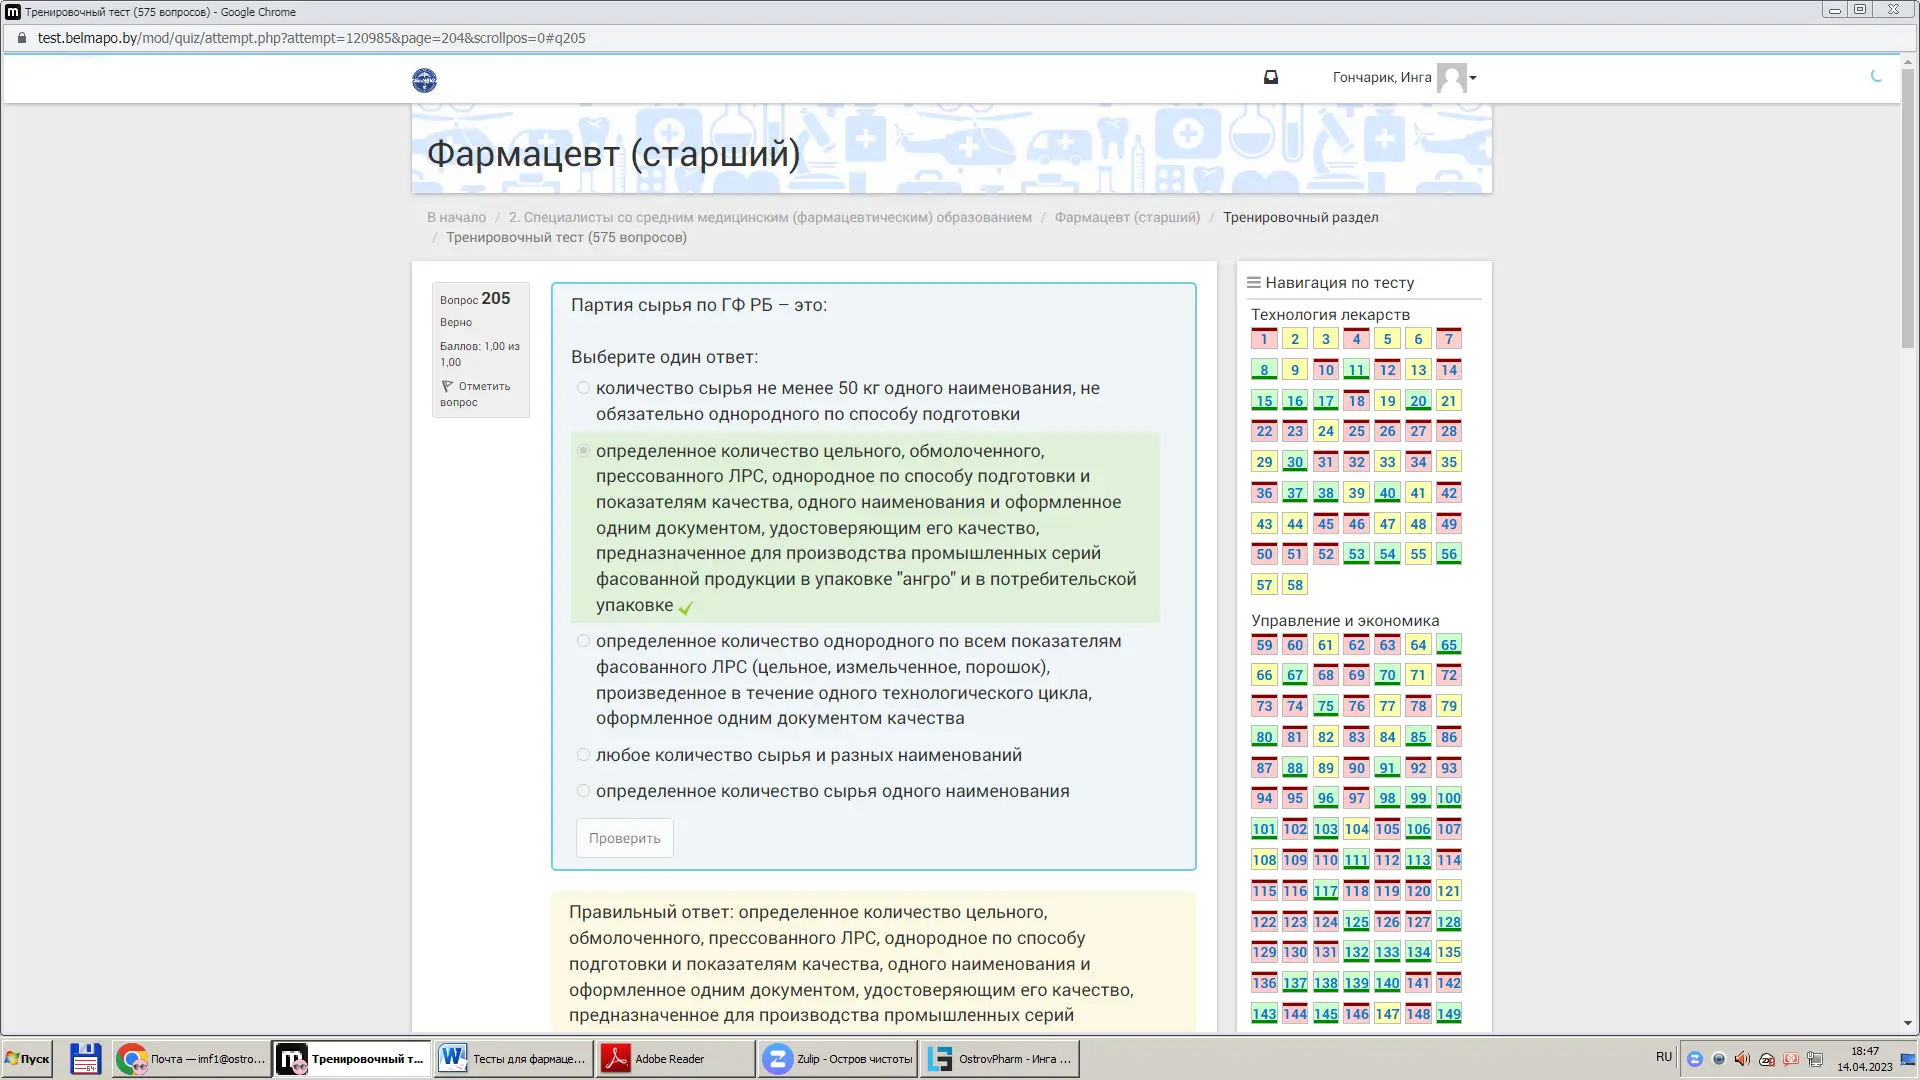 Тренировочный тест (575 вопросов) - Google Chrome
test.belmapo.by/mod/quiz/attempt.php?attempt=120985&page=204&scrollpos=0#q205
Гончарик, Инга
Фармацевт (старший)
В начало / 2. Специалисты со средним медицинским (фармацевтическим) образованием / Фармацевт (старший) / Тренировочный раздел
/ Тренировочный тест (575 вопросов)
Вопрос 205
Верно
Баллов: 1,00 из
1,00
Отметить
вопрос
Партия сырья по ГФ РБ – это:
Выберите один ответ:
количество сырья не менее 50 кг одного наименования, не
обязательно однородного по способу подготовки
определенное количество цельного, обмолоченного,
прессованного ЛРС, однородное по способу подготовки и
показателям качества, одного наименования и оформленное
одним документом, удостоверяющим его качество,
предназначенное для производства промышленных серий
фасованной продукции в упаковке "ангро" и в потребительской
упаковке
определенное количество однородного по всем показателям
фасованного ЛРС (цельное, измельченное, порошок),
произведенное в течение одного технологического цикла,
оформленное одним документом качества
любое количество сырья и разных наименований
определенное количество сырья одного наименования
Проверить
Правильный ответ: определенное количество цельного,
обмолоченного, прессованного ЛРС, однородное по способу
подготовки и показателям качества, одного наименования и
оформленное одним документом, удостоверяющим его качество,
предназначенное для производства промышленных серий
Навигация по тесту
Технология лекарств
1 2 3 4 5 6 7
8 9 10 11 12 13 14
15 16 17 18 19 20 21
22 23 24 25 26 27 28
29 30 31 32 33 34 35
36 37 38 39 40 41 42
43 44 45 46 47 48 49
50 51 52 53 54 55 56
57 58
Управление и экономика
59 60 61 62 63 64 65
66 67 68 69 70 71 72
73 74 75 76 77 78 79
80 81 82 83 84 85 86
87 88 89 90 91 92 93
94 95 96 97 98 99 100
101 102 103 104 105 106 107
108 109 110 111 112 113 114
115 116 117 118 119 120 121
122 123 124 125 126 127 128
129 130 131 132 133 134 135
136 137 138 139 140 141 142
143 144 145 146 147 148 149
Пуск
Почта — imf1@ostro...
Тренировочный т...
Тесты для фармаце...
Adobe Reader
Zulip - Остров чистоты
OstrovPharm - Инга ...
RU
18:47
14.04.2023